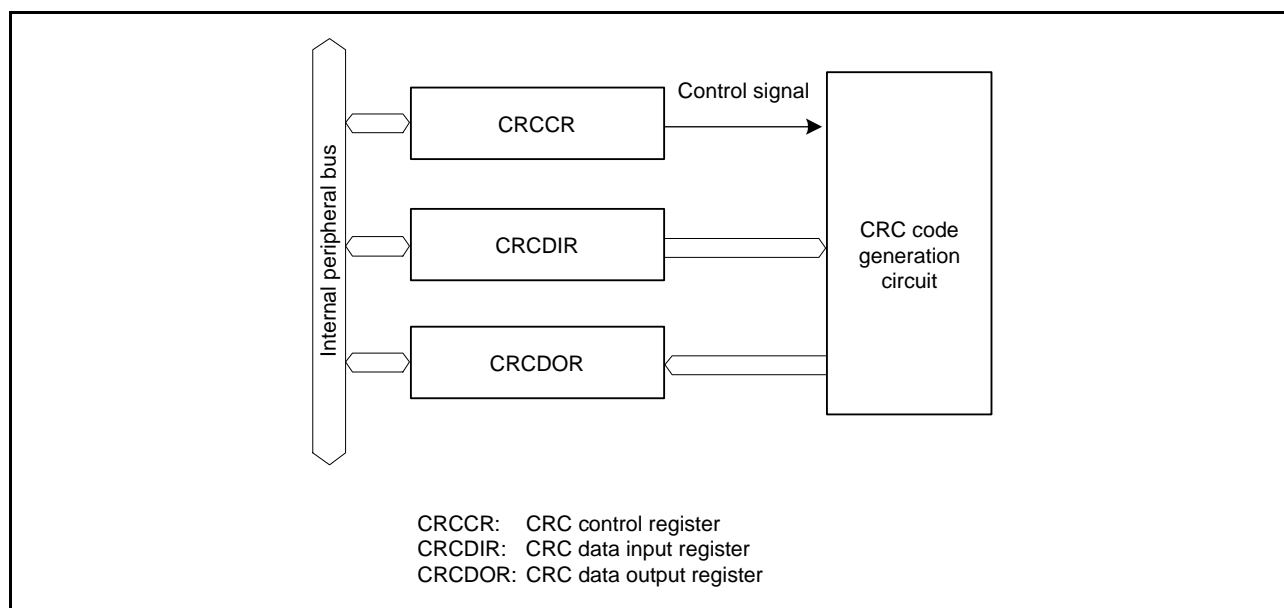 Internal peripheral bus
CRCCR
Control signal
CRCDIR
CRCDOR
CRC code
generation
circuit
CRCCR: CRC control register
CRCDIR: CRC data input register
CRCDOR: CRC data output register